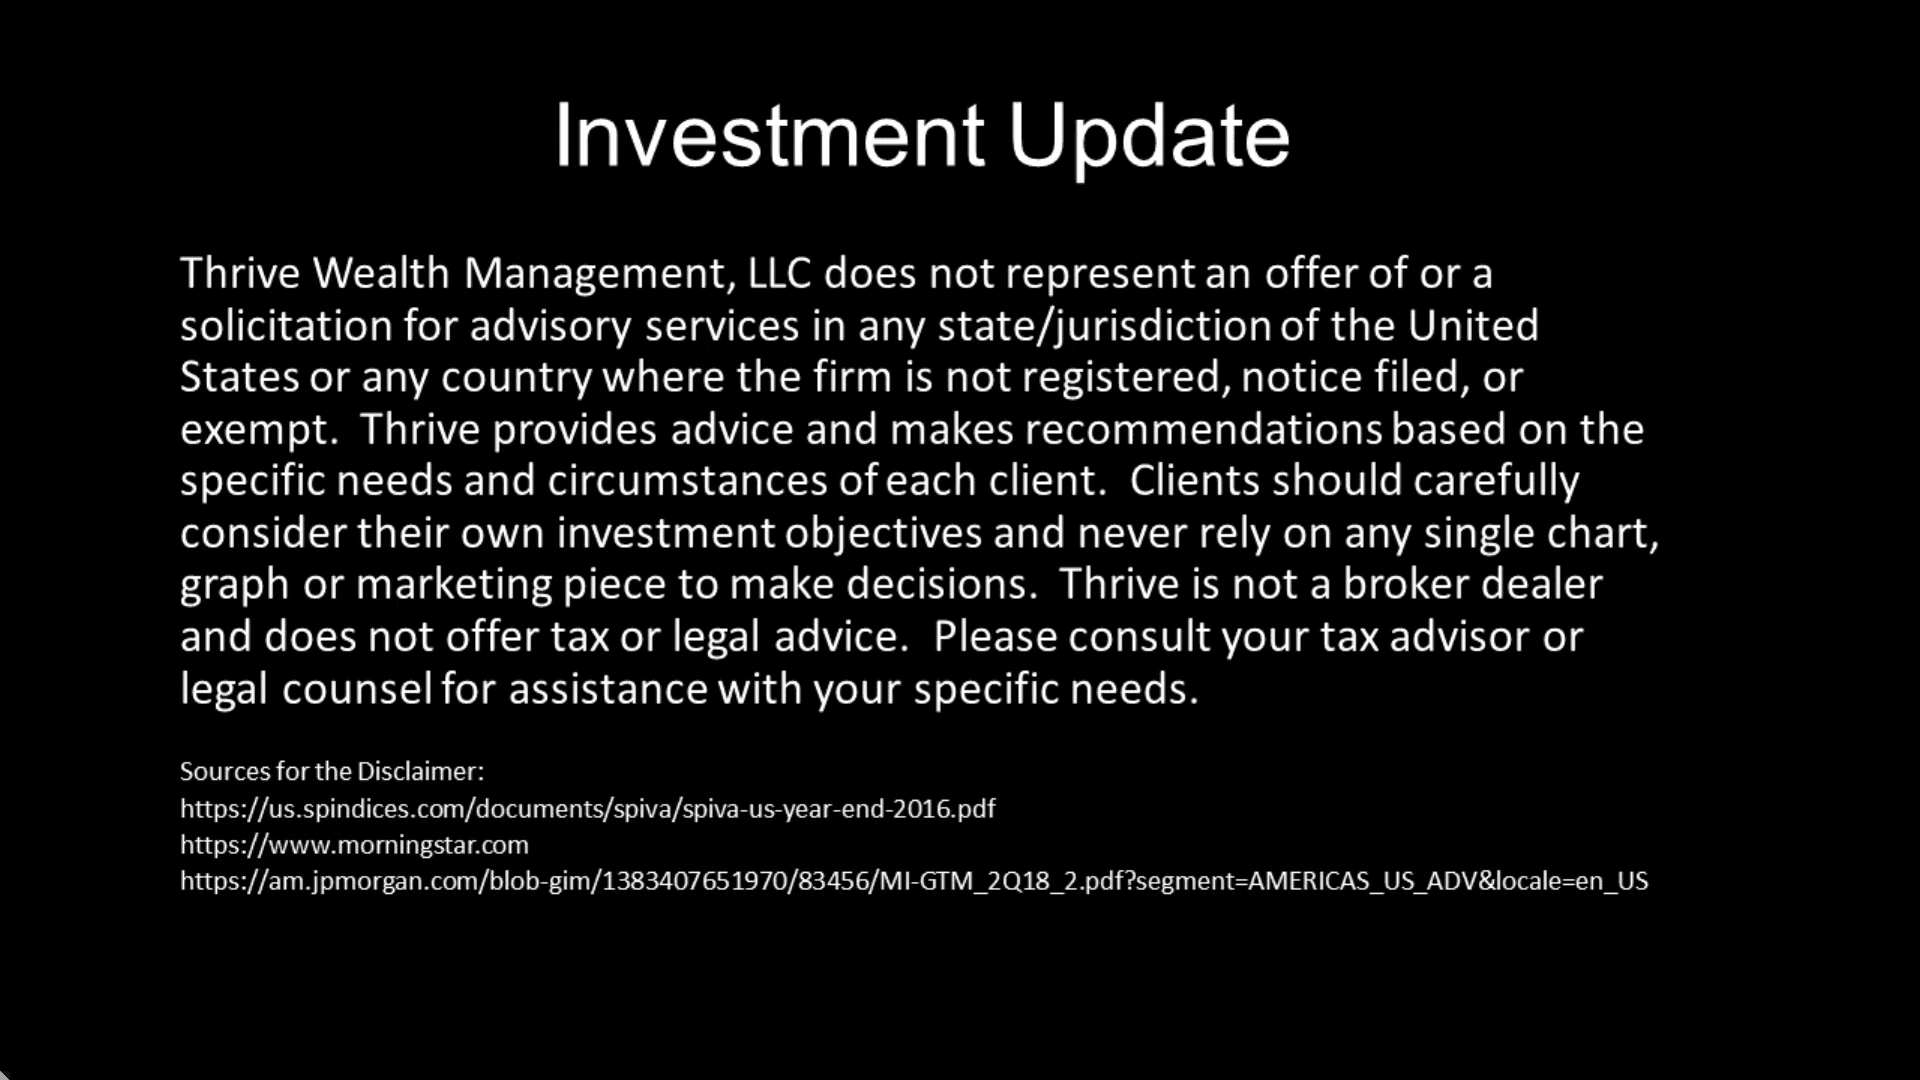 Investment Update
Thrive Wealth Management, LLC does not represent an offer of or a
solicitation for advisory services in any state/jurisdiction of the United
States or any country where the firm is not registered, notice filed, or
exempt.  Thrive provides advice and makes recommendations based on the
specific needs and circumstances of each client.  Clients should carefully
consider their own investment objectives and never rely on any single chart,
graph or marketing piece to make decisions.  Thrive is not a broker dealer
and does not offer tax or legal advice.  Please consult your tax advisor or
legal counsel for assistance with your specific needs.
Sources for the Disclaimer:
https://us.spindices.com/documents/spiva/spiva-us-year-end-2016.pdf
https://www.morningstar.com
https://am.jpmorgan.com/blob-gim/1383407651970/83456/MI-GTM_2Q18_2.pdf?segment=AMERICAS_US_ADV&locale=en_US